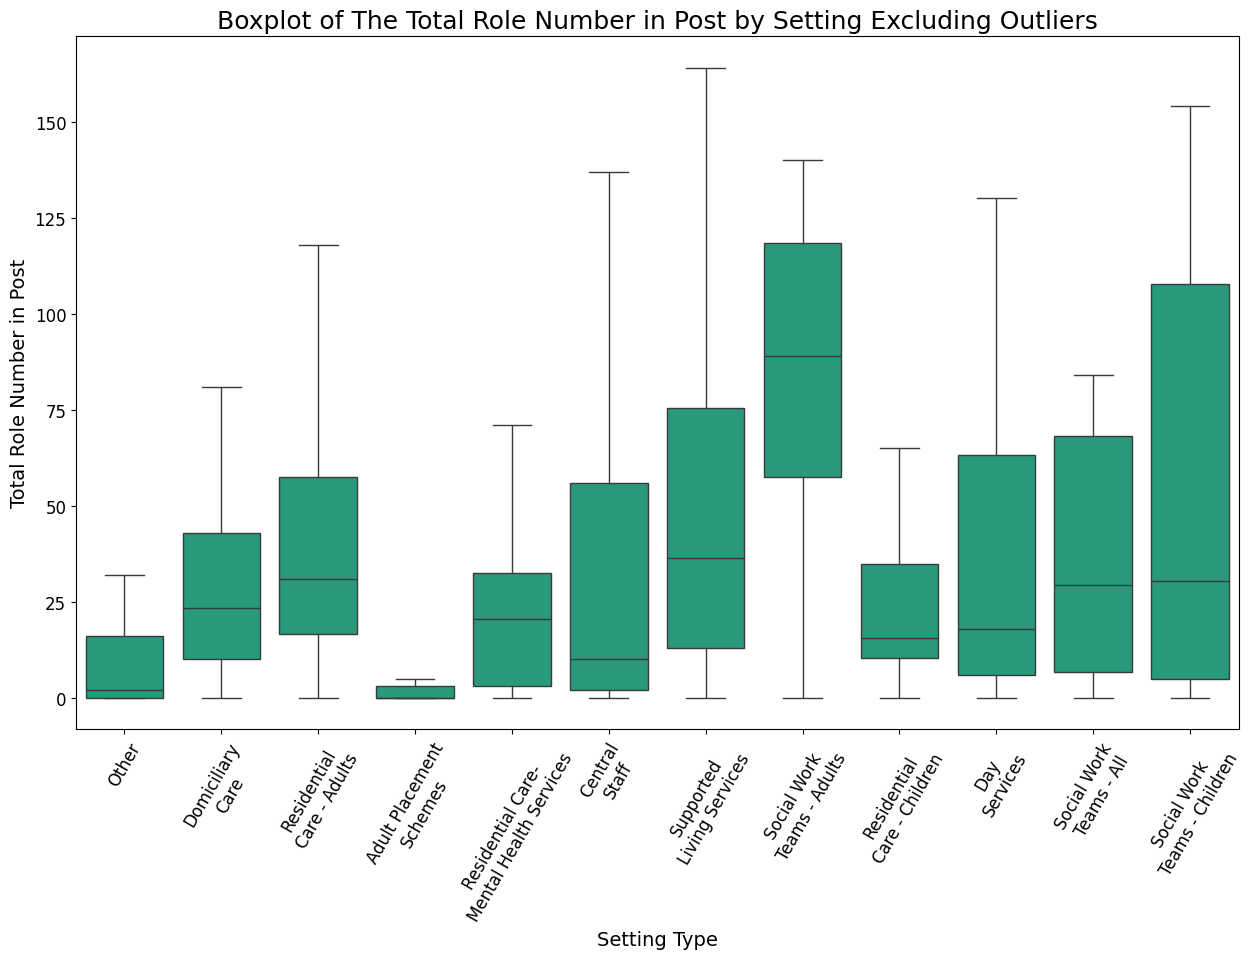 Boxplot of The Total Role Number in Post by Setting Excluding Outliers
Total Role Number in Post
150
125
100
75
50
25
0
Other
Domiciliary
Care
Residential
Care - Adults
Adult Placement
Schemes
Residential Care-
Mental Health Services
Central
Staff
Supported
Living Services
Social Work
Teams - Adults
Residential
Care - Children
Day
Services
Social Work
Teams - All
Social Work
Teams - Children
Setting Type